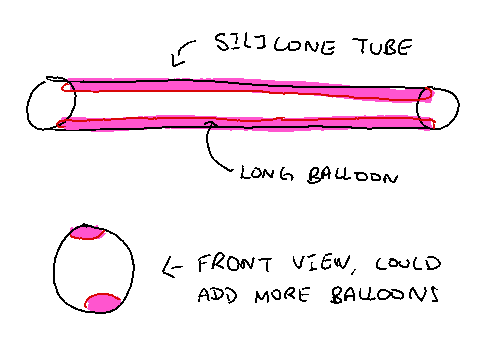 SILICONE TUBE
LONG BALLOON
FRONT VIEW, COULD
ADD MORE BALLOONS